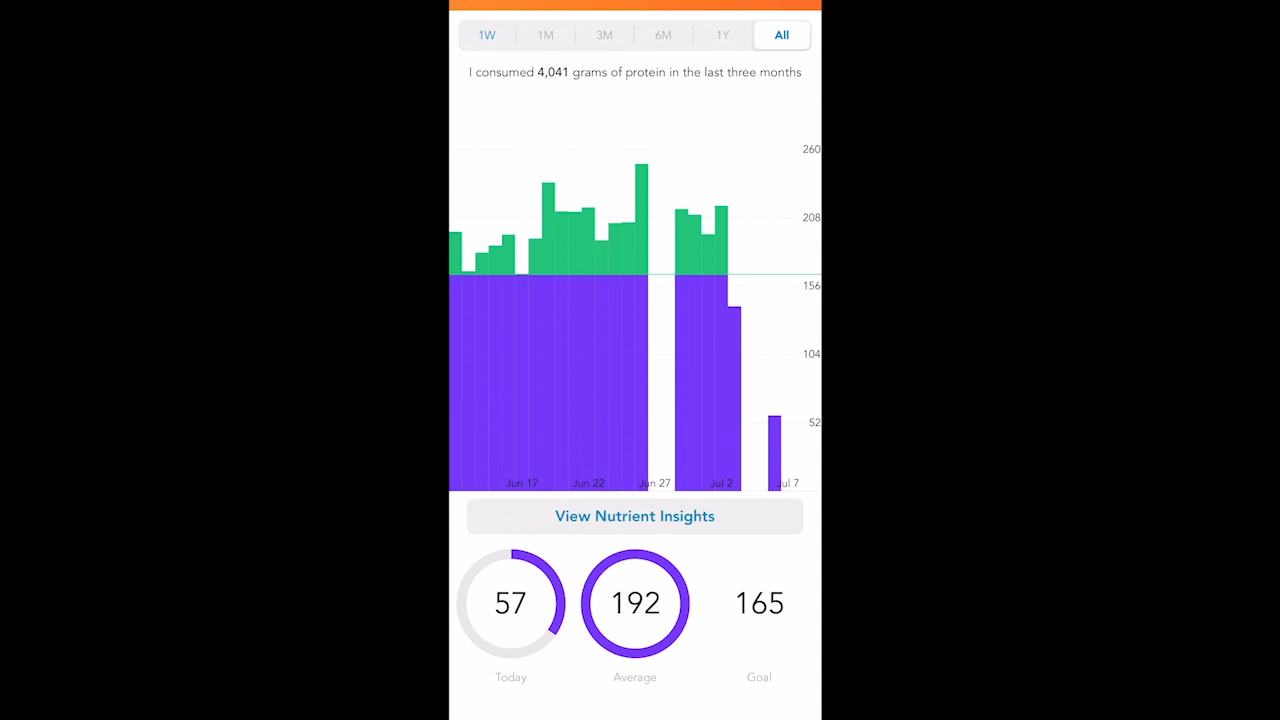 1W 1M 3M 6M 1Y All
I consumed 4,041 grams of protein in the last three months
260
208
156
104
52
Jun 17 Jun 22 Jun 27 Jul 2 Jul 7
View Nutrient Insights
57 192 165
Today Average Goal